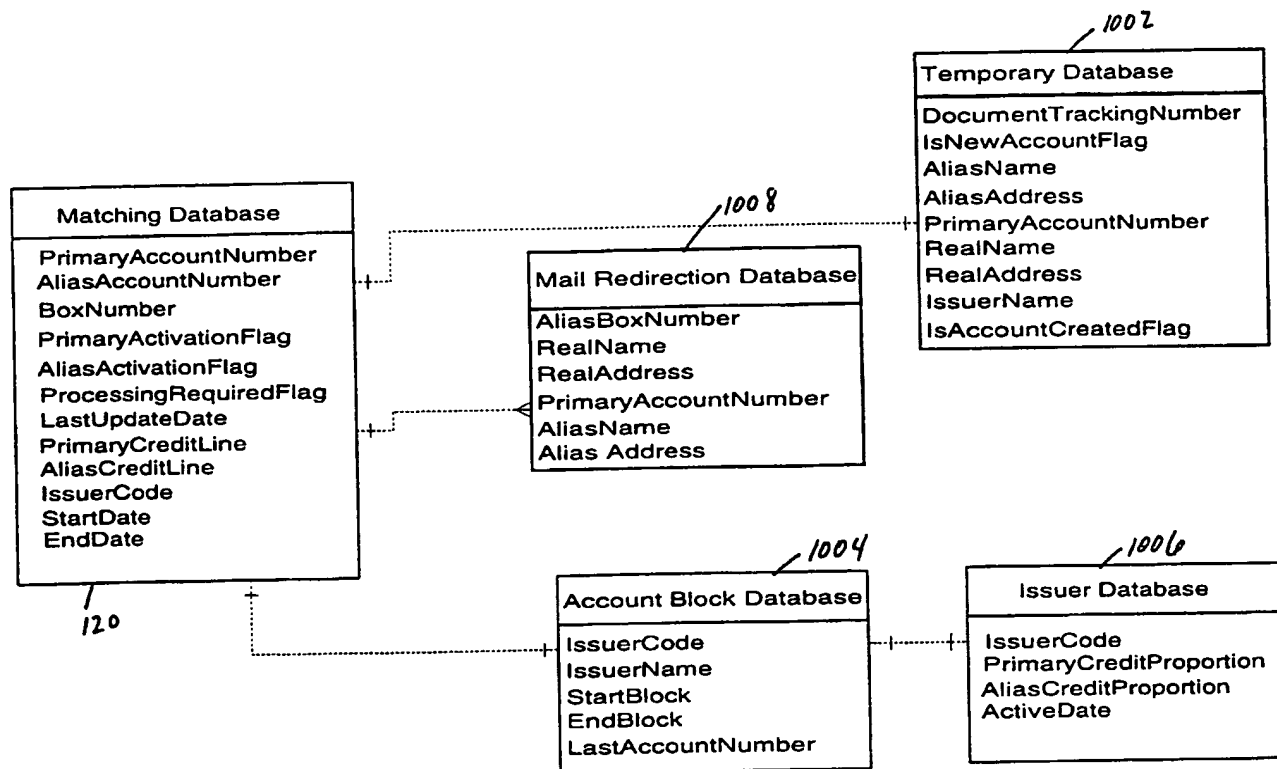 1002
Temporary Database
DocumentTrackingNumber
IsNewAccountFlag
AliasName
AliasAddress
PrimaryAccountNumber
RealName
RealAddress
IssuerName
IsAccountCreatedFlag
Matching Database
PrimaryAccountNumber
AliasAccountNumber
BoxNumber
PrimaryActivationFlag
AliasActivationFlag
ProcessingRequiredFlag
LastUpdateDate
PrimaryCreditLine
AliasCreditLine
IssuerCode
StartDate
EndDate
120
1008
Mail Redirection Database
AliasBoxNumber
RealName
RealAddress
PrimaryAccountNumber
AliasName
Alias Address
1004
Account Block Database
IssuerCode
IssuerName
StartBlock
EndBlock
LastAccountNumber
1006
Issuer Database
IssuerCode
PrimaryCreditProportion
AliasCreditProportion
ActiveDate